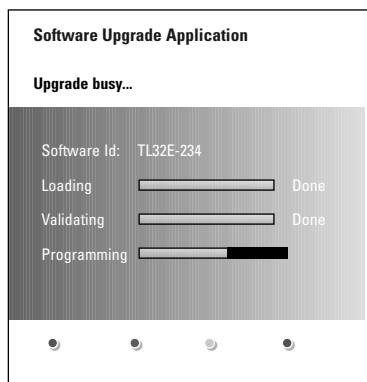 Software Upgrade Application
Upgrade busy...
Software Id: TL32E-234
Loading Done
Validating Done
Programming